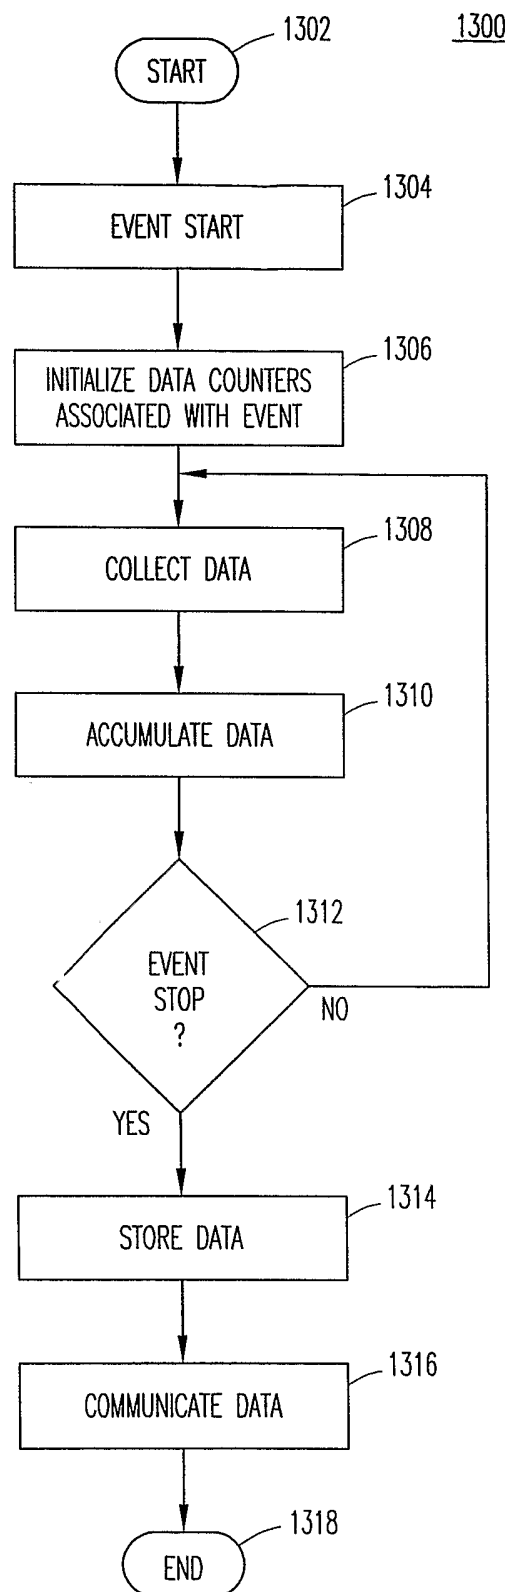 1300
1302
START
1304
EVENT START
1306
INITIALIZE DATA COUNTERS
ASSOCIATED WITH EVENT
1308
COLLECT DATA
1310
ACCUMULATE DATA
1312
EVENT
STOP
?
NO
YES
1314
STORE DATA
1316
COMMUNICATE DATA
1318
END